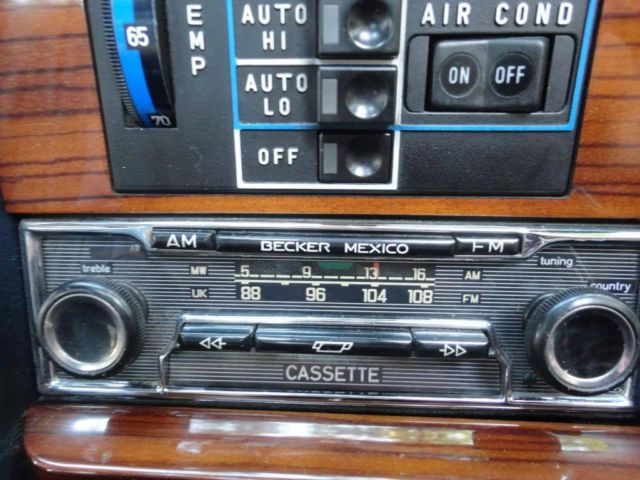 65
70
EMP
AUTO HI
AUTO LO
OFF
AIR COND
ON OFF
AM BECKER MEXICO FM
treble
tuning
country
MW 5 9 13 16 AM
UK 88 96 104 108 FM
CASSETTE